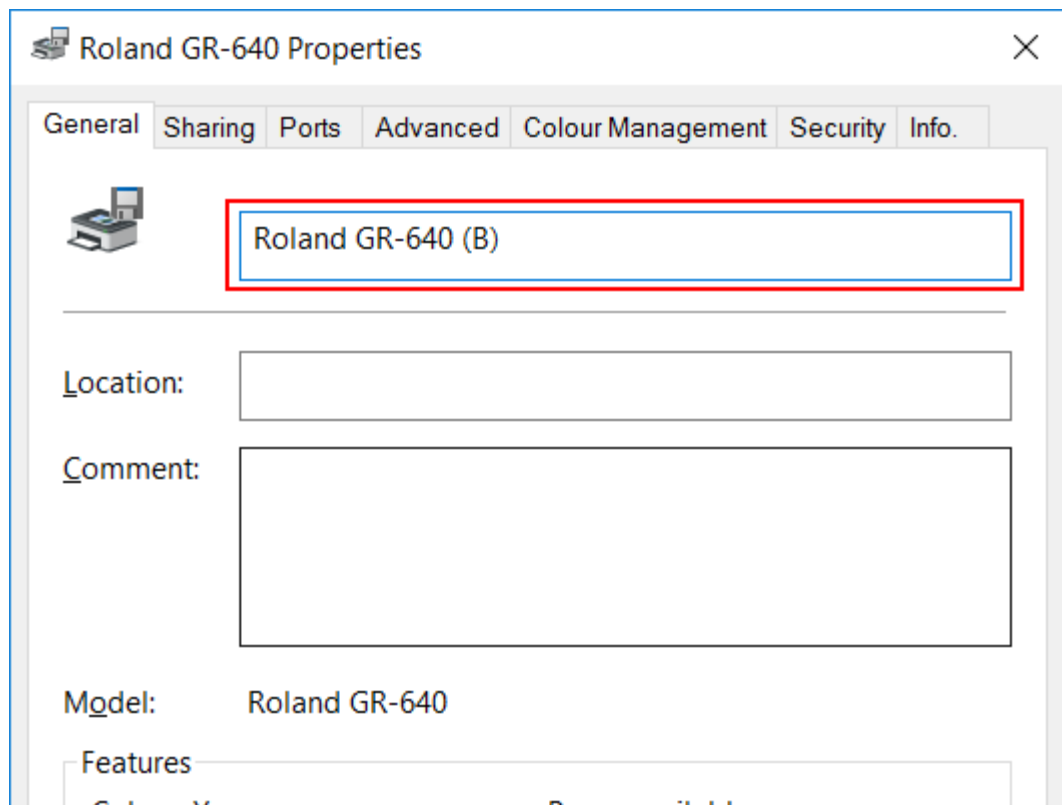 Roland GR-640 Properties
General Sharing Ports Advanced Colour Management Security Info.
Roland GR-640 (B)
Location:
Comment:
Model: Roland GR-640
Features